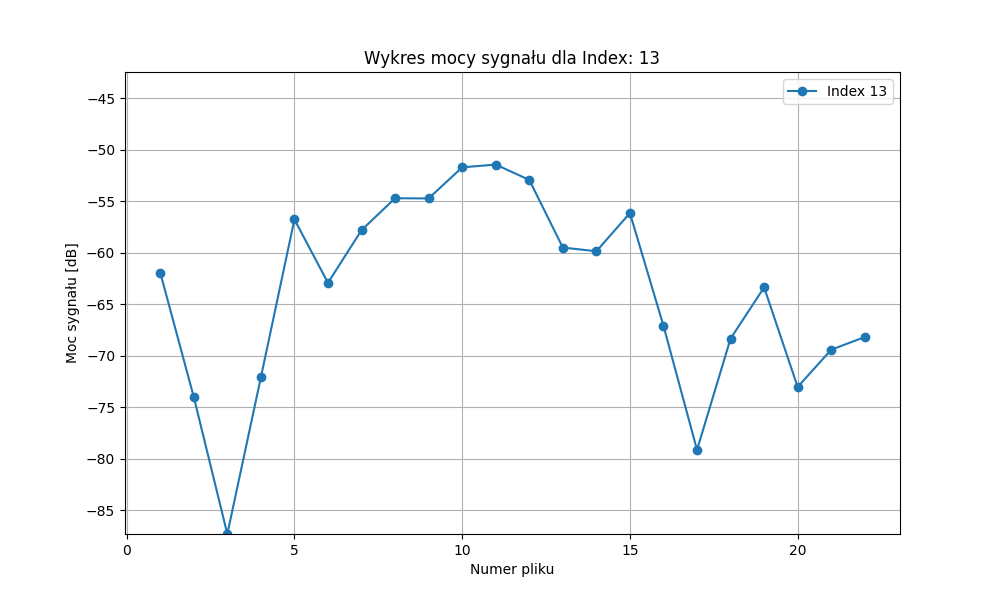 Wykres mocy sygnału dla Index: 13
Index 13
−45
−50
−55
−60
−65
−70
−75
−80
−85
Moc sygnału [dB]
0 5 10 15 20
Numer pliku